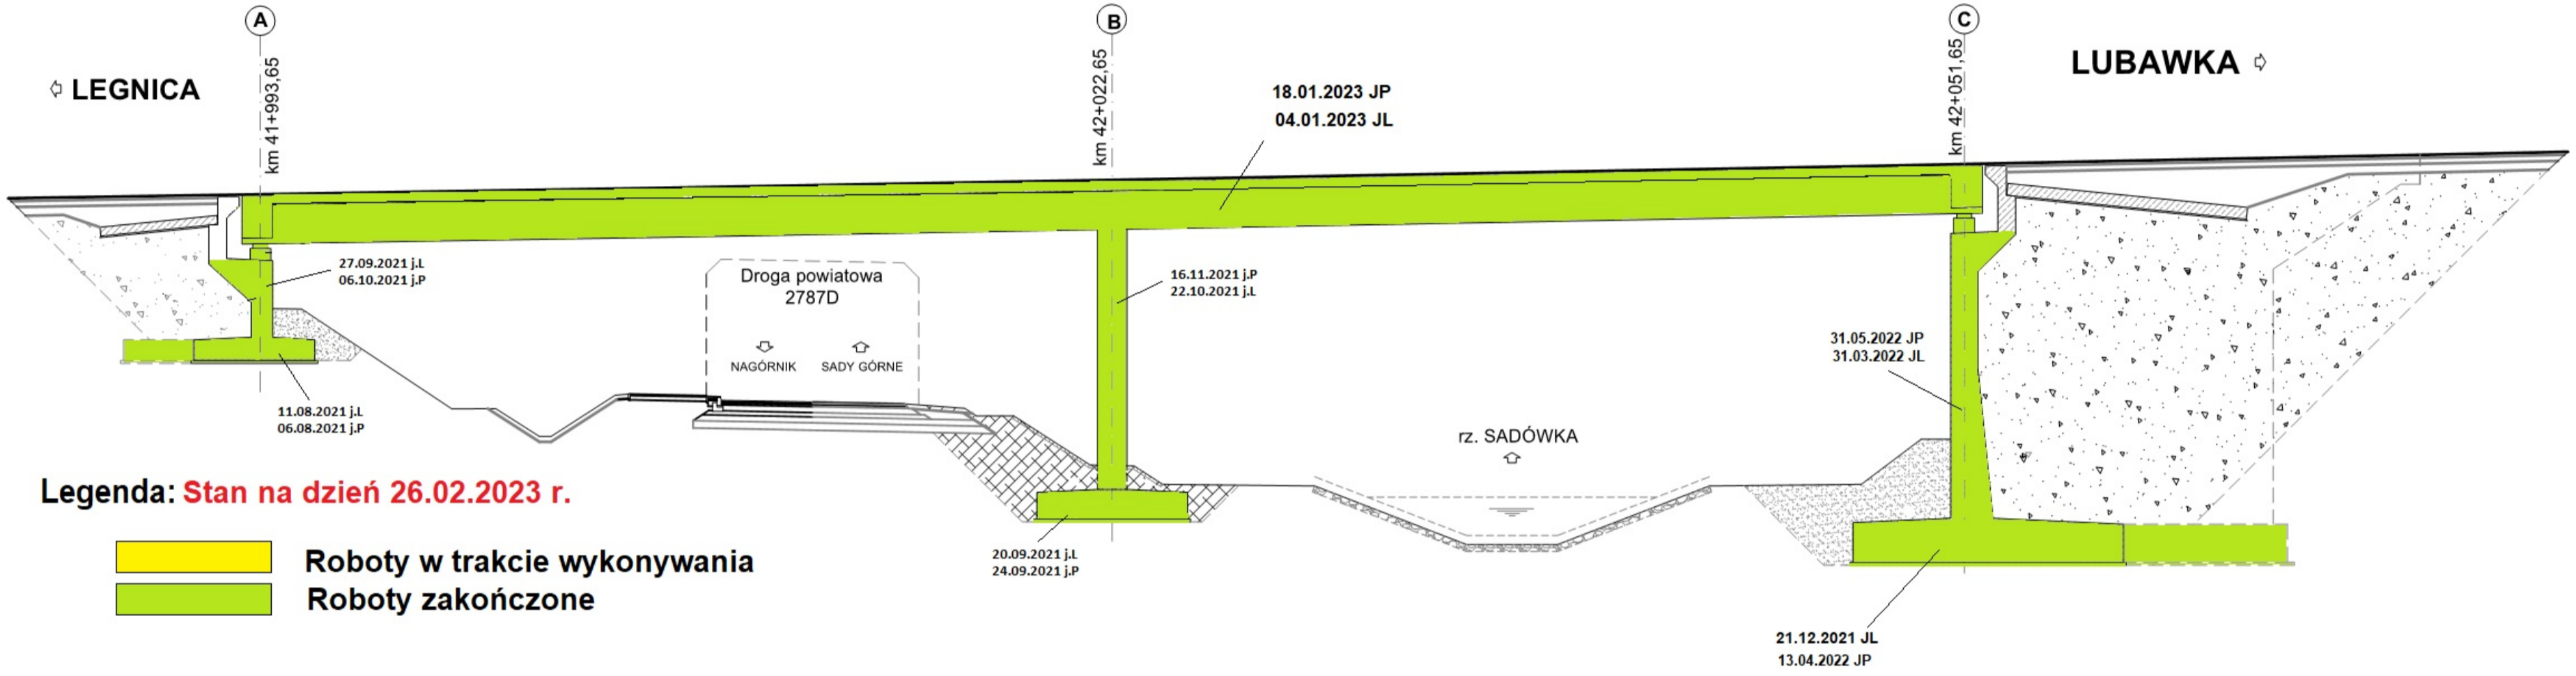 A
B
C
← LEGNICA
km 41+993,65
km 42+022,65
km 42+051,65
LUBAWKA →
18.01.2023 JP
04.01.2023 JL
27.09.2021 j.L
06.10.2021 j.P
Droga powiatowa
2787D
NAGÓRNIK
SADY GÓRNE
16.11.2021 j.P
22.10.2021 j.L
31.05.2022 JP
31.03.2022 JL
11.08.2021 j.L
06.08.2021 j.P
rz. SADÓWKA
Legenda: Stan na dzień 26.02.2023 r.
Roboty w trakcie wykonywania
Roboty zakończone
20.09.2021 j.L
24.09.2021 j.P
21.12.2021 JL
13.04.2022 JP